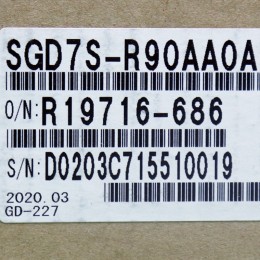 SGD7S-R90AA0A
O/N: R19716-686
S/N: D0203C715510019
2020.03
GD-227